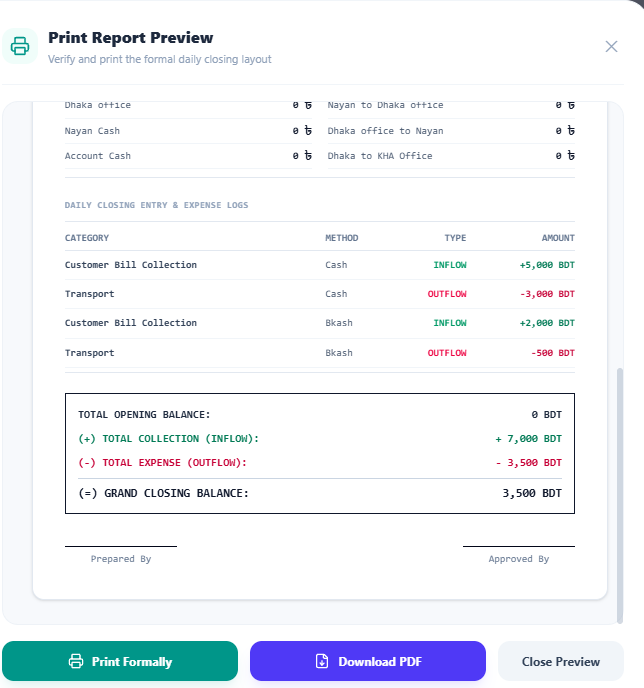 Print Report Preview
Verify and print the formal daily closing layout
Dhaka office 0 ৳ Nayan to Dhaka office 0 ৳
Nayan Cash 0 ৳ Dhaka office to Nayan 0 ৳
Account Cash 0 ৳ Dhaka to KHA Office 0 ৳
DAILY CLOSING ENTRY & EXPENSE LOGS
CATEGORY METHOD TYPE AMOUNT
Customer Bill Collection Cash INFLOW +5,000 BDT
Transport Cash OUTFLOW -3,000 BDT
Customer Bill Collection Bkash INFLOW +2,000 BDT
Transport Bkash OUTFLOW -500 BDT
TOTAL OPENING BALANCE: 0 BDT
(+) TOTAL COLLECTION (INFLOW): + 7,000 BDT
(-) TOTAL EXPENSE (OUTFLOW): - 3,500 BDT
(=) GRAND CLOSING BALANCE: 3,500 BDT
Prepared By Approved By
Print Formally Download PDF Close Preview